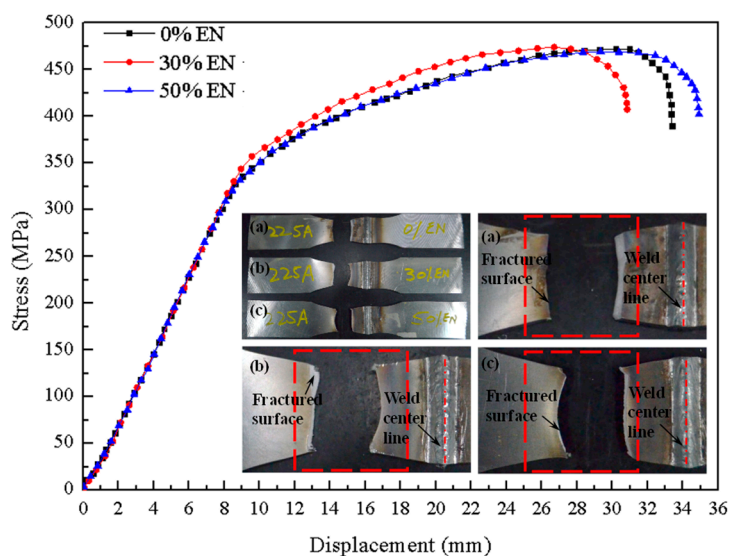 500
450
400
350
300
250
200
150
100
50
0
Stress (MPa)
0% EN
30% EN
50% EN
(a)
225A
0%EN
(b)
225A
30%EN
(c)
225A
50%EN
(a)
Fractured
surface
Weld
center
line
(b)
Fractured
surface
Weld
center
line
(c)
Fractured
surface
Weld
center
line
0 2 4 6 8 10 12 14 16 18 20 22 24 26 28 30 32 34 36
Displacement (mm)